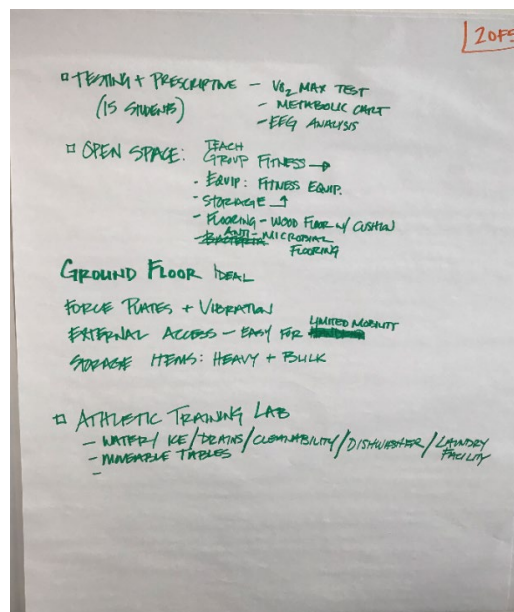 2 OF 5
□ TESTING + PRESCRIPTIVE - VO₂ MAX TEST
(15 STUDENTS) - METABOLIC CART
- EEG ANALYSIS
□ OPEN SPACE: TEACH
GROUP FITNESS →
- EQUIP: FITNESS EQUIP.
- STORAGE ↑
- FLOORING - WOOD FLOOR W/ CUSHION
- ANTI-MICROBIAL
FLOORING
GROUND FLOOR IDEAL
FORCE PLATES + VIBRATION
EXTERNAL ACCESS - EASY FOR LIMITED MOBILITY
STORAGE ITEMS: HEAVY + BULK
□ ATHLETIC TRAINING LAB
- WATER/ICE/DRAINS/CLEANABILITY/DISHWASHER/LAUNDRY
FACILITY
- MOVEABLE TABLES
-